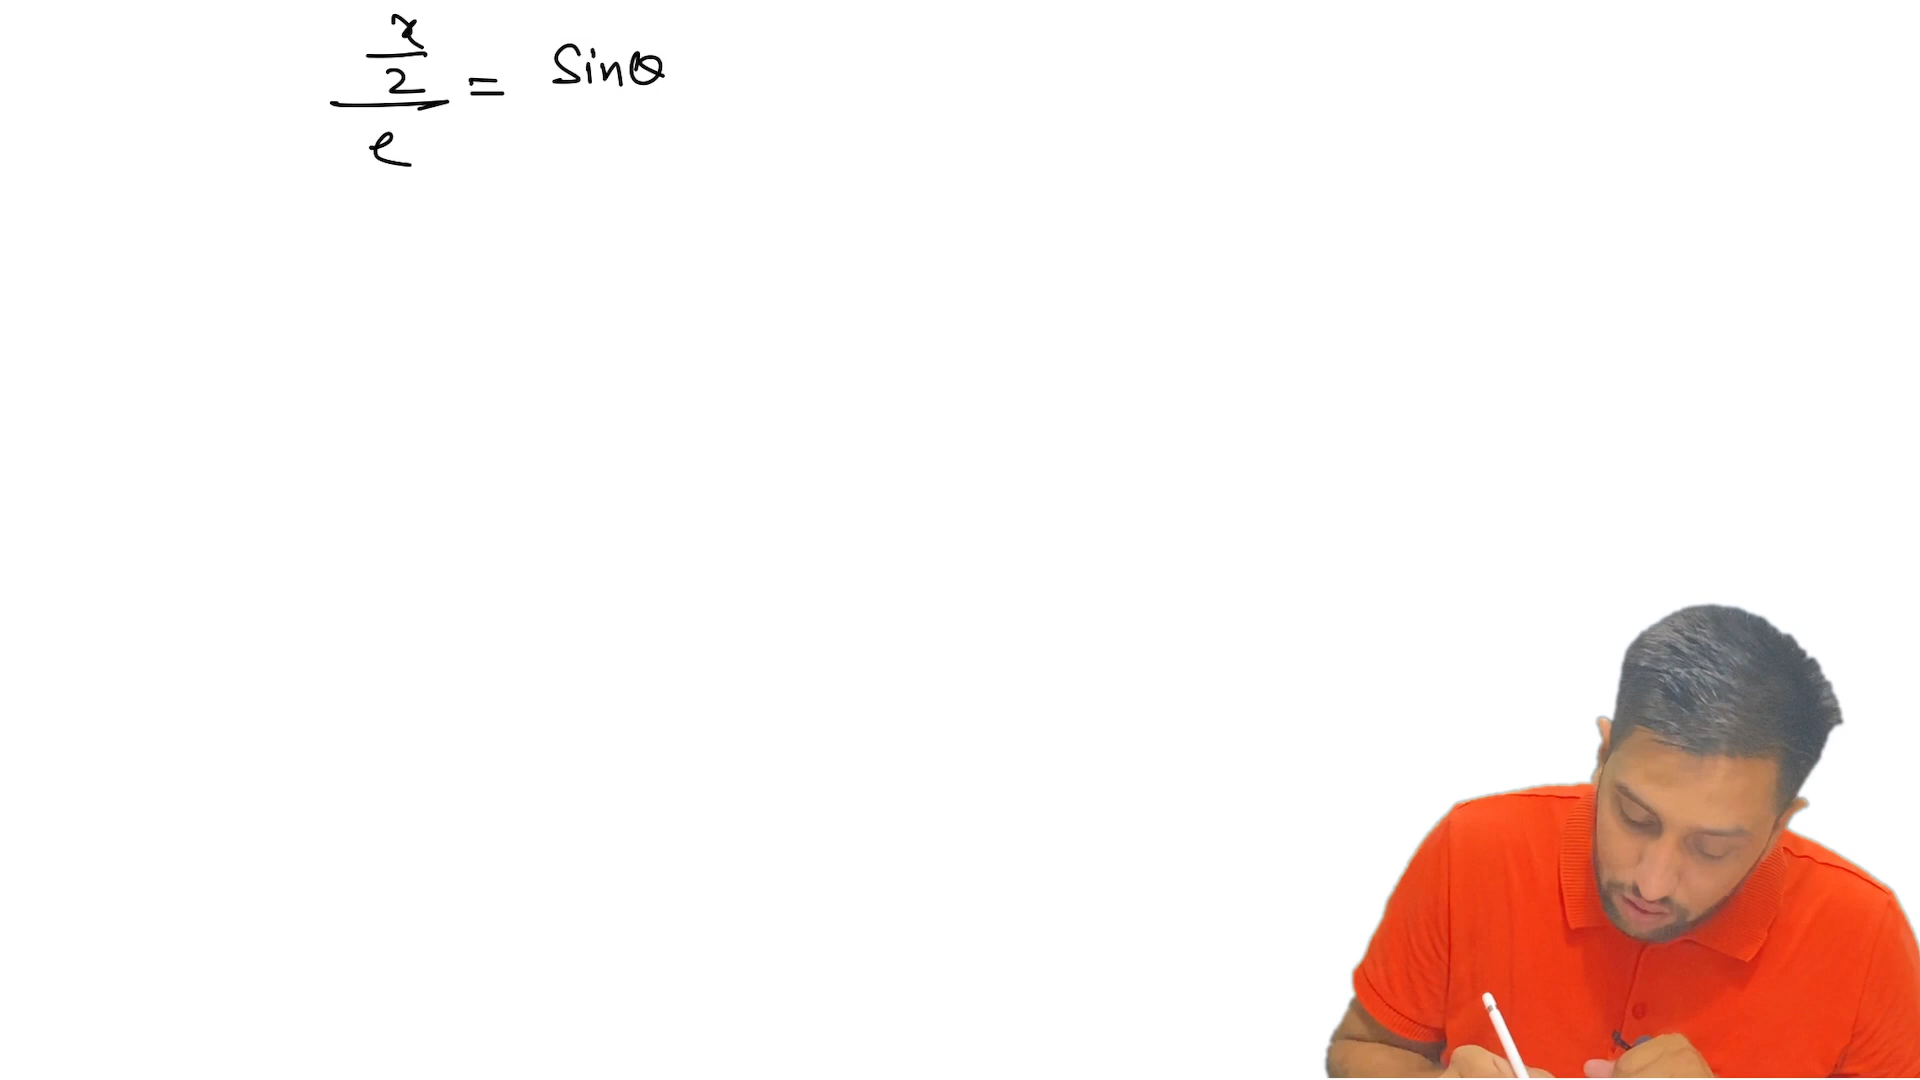 x/2 / e = Sinθ